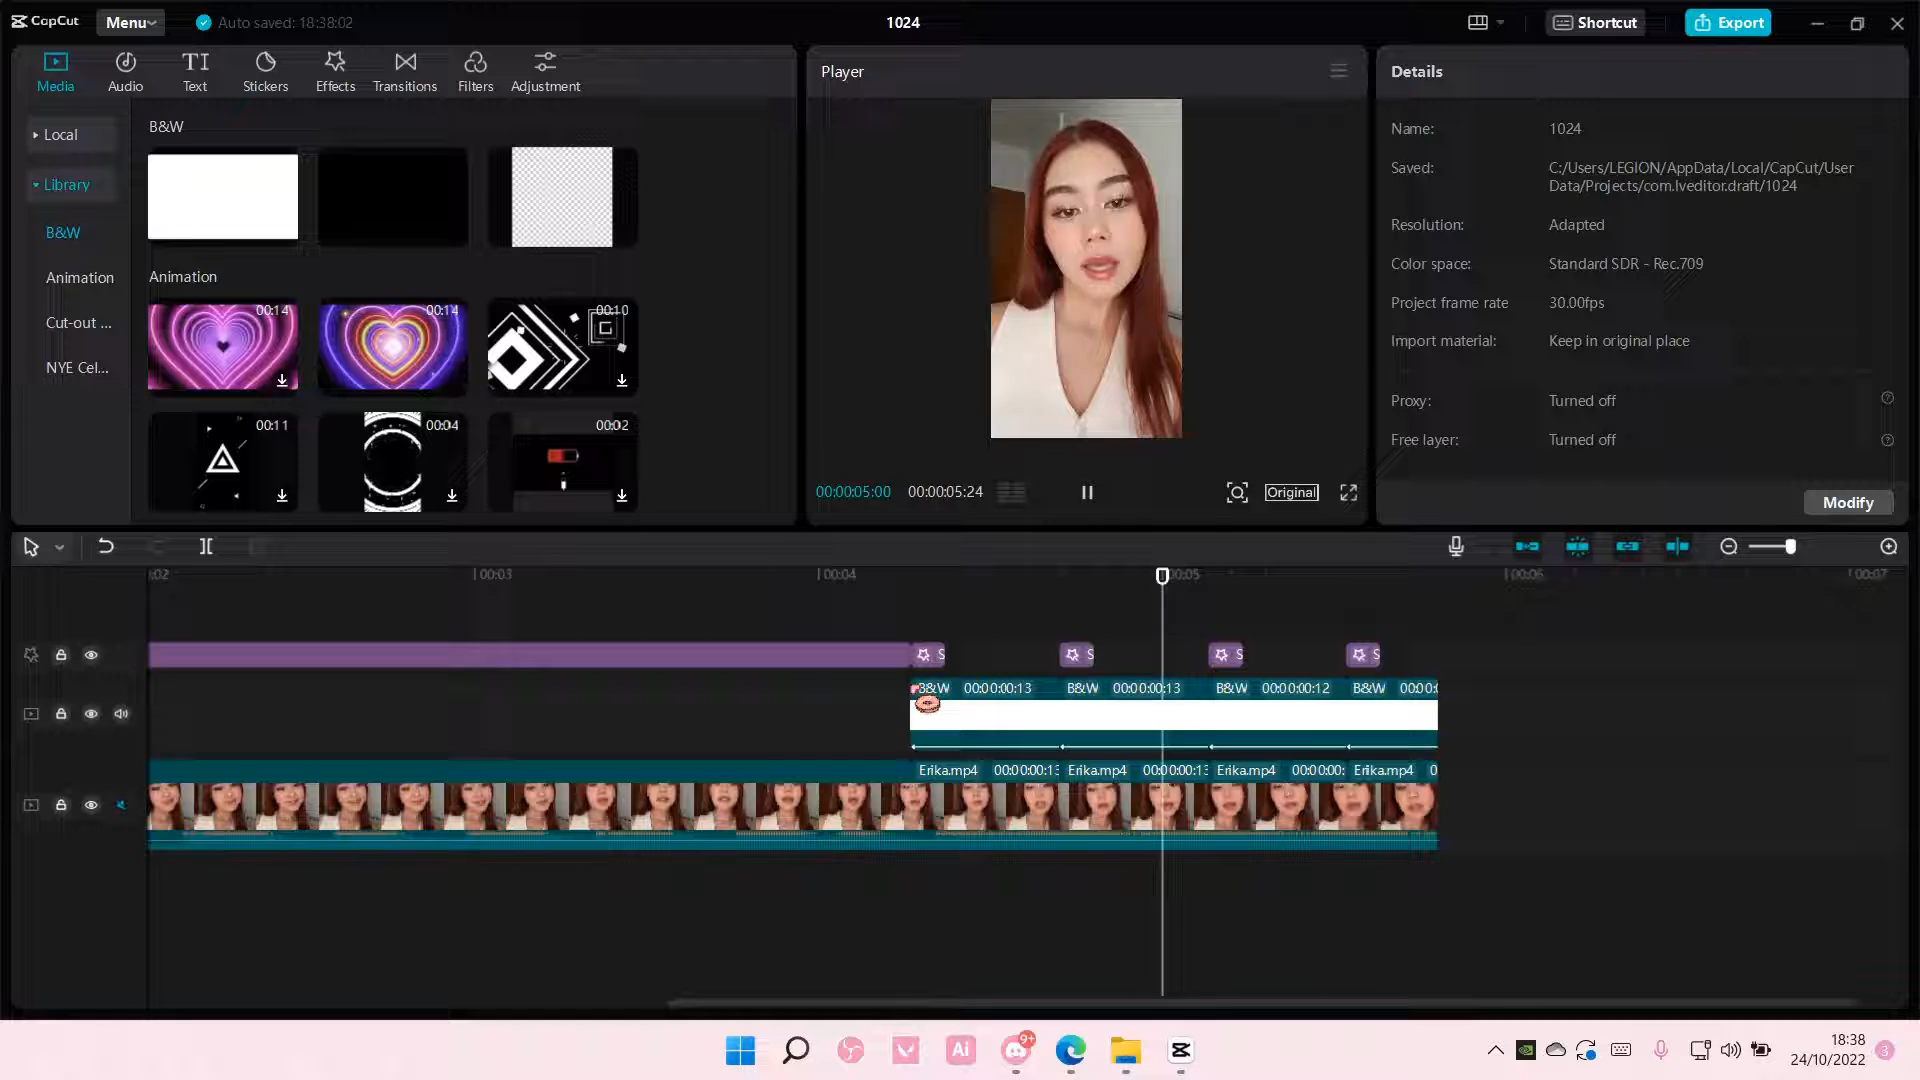 CapCut
Menu
Auto saved: 18:38:02
1024
Shortcut
Export
Media
Audio
Text
Stickers
Effects
Transitions
Filters
Adjustment
Player
Details
Local
Library
B&W
Animation
Cut-out ...
NYE Cel...
B&W
Animation
00:14
00:14
00:10
00:11
00:04
00:02
00:00:05:00
00:00:05:24
Original
Name:
1024
Saved:
C:/Users/LEGION/AppData/Local/CapCut/User
Data/Projects/com.lveditor.draft/1024
Resolution:
Adapted
Color space:
Standard SDR - Rec.709
Project frame rate
30.00fps
Import material:
Keep in original place
Proxy:
Turned off
Free layer:
Turned off
Modify
:02
00:03
00:04
00:05
00:06
00:07
S
S
S
S
B&W 00:00:00:13
B&W 00:00:00:13
B&W 00:00:00:12
B&W 00:00:0
Erika.mp4 00:00:00:13
Erika.mp4 00:00:00:13
Erika.mp4 00:00:00:
Erika.mp4 0
Ai
9+
18:38
24/10/2022
3